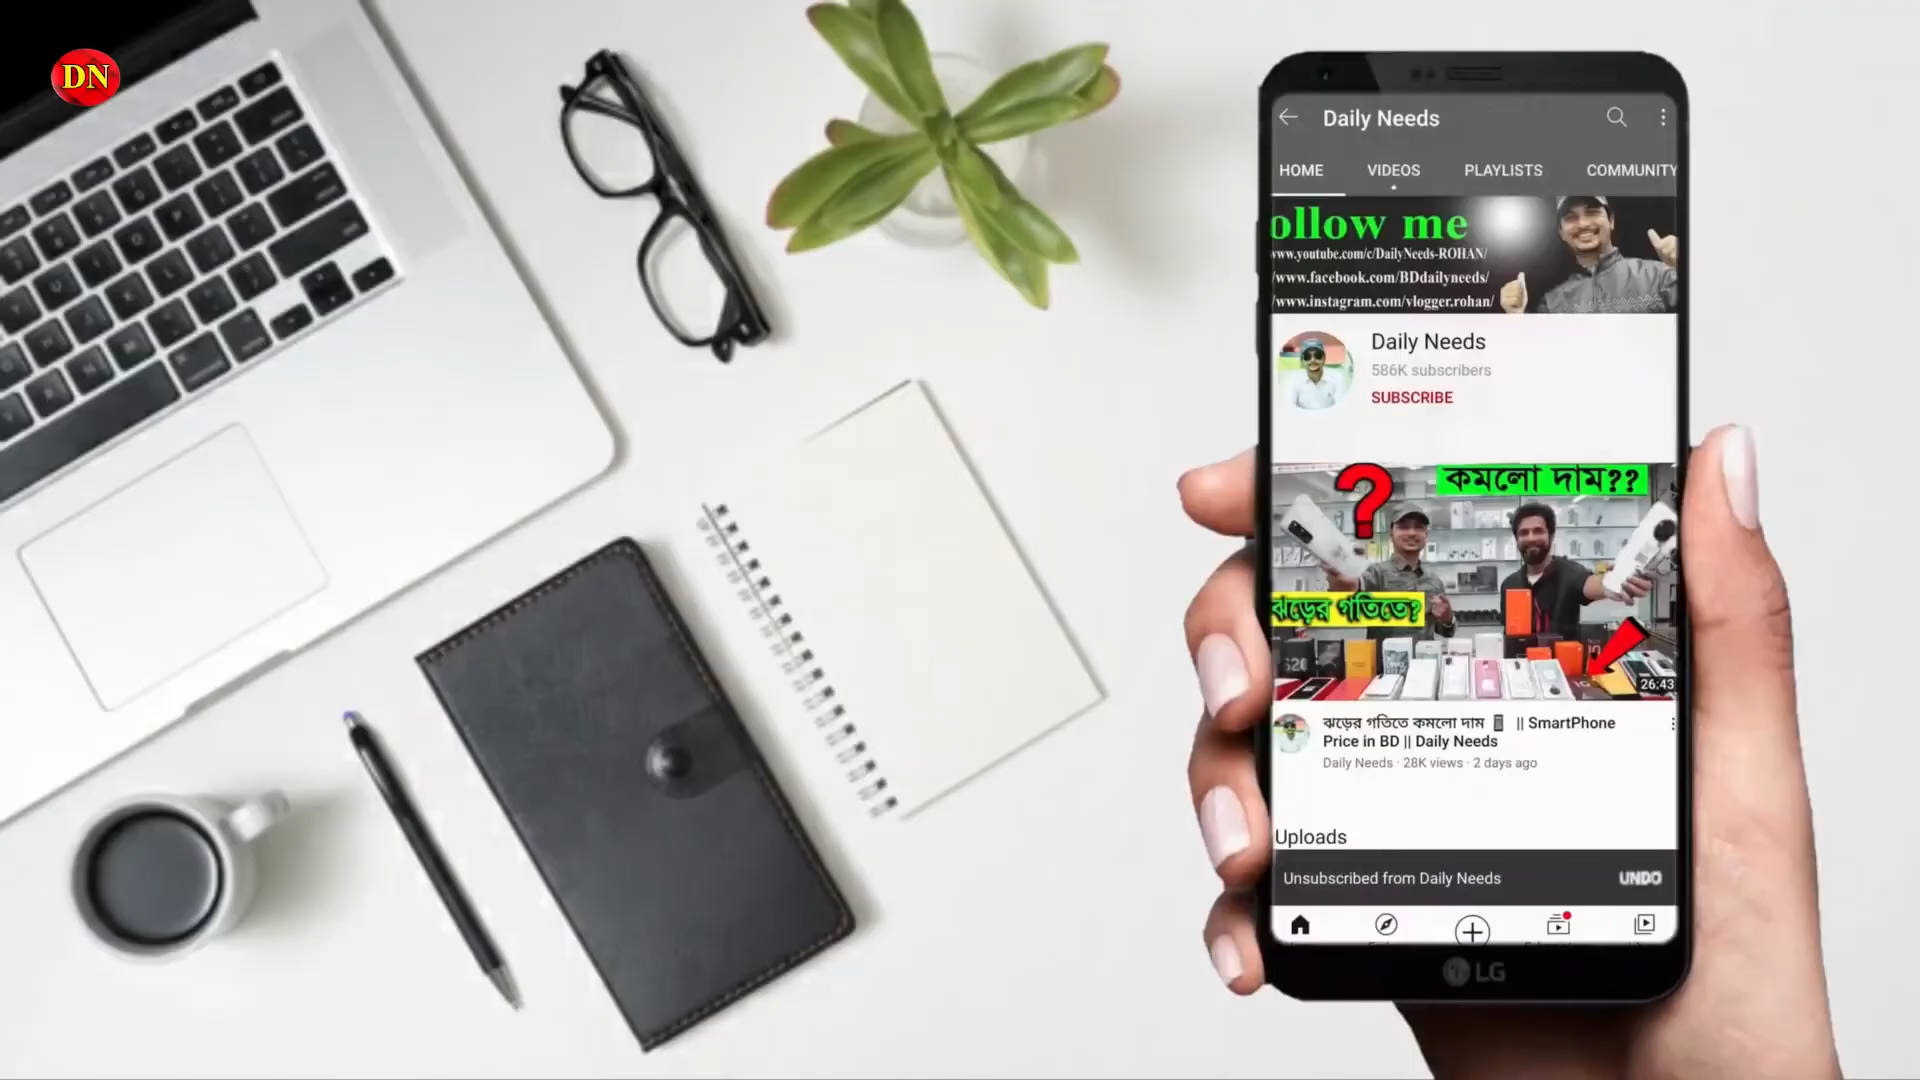 DN
Daily Needs
HOME VIDEOS PLAYLISTS COMMUNITY
ollow me
www.youtube.com/c/DailyNeeds-ROHAN/
/www.facebook.com/BDdailyneeds/
/www.instagram.com/vlogger.rohan/
Daily Needs
586K subscribers
SUBSCRIBE
কমলো দাম??
?
ঝড়ের গতিতে?
S20
26:43
ঝড়ের গতিতে কমলো দাম || SmartPhone
Price in BD || Daily Needs
Daily Needs · 28K views · 2 days ago
Uploads
Unsubscribed from Daily Needs UNDO
LG